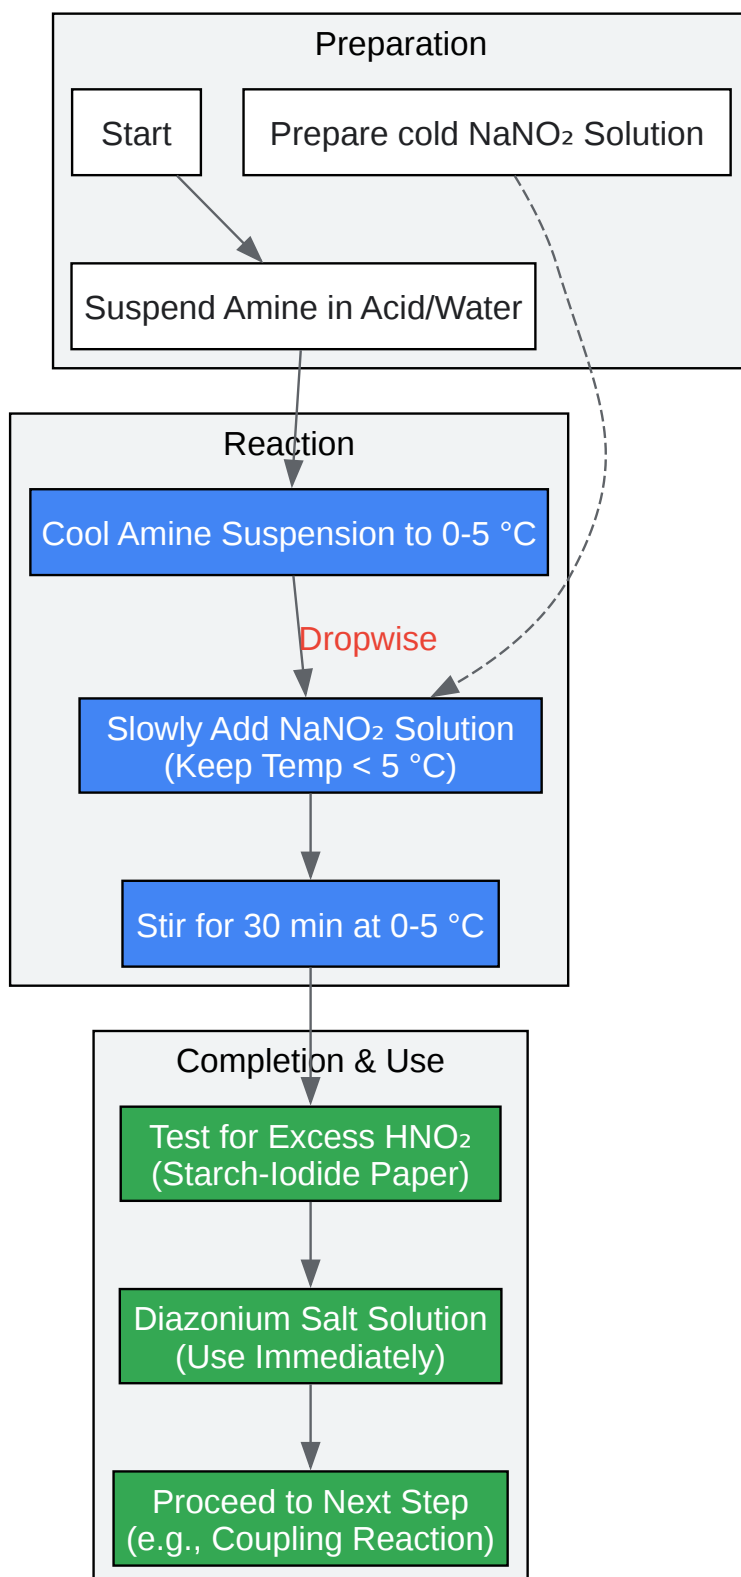 Preparation
Start
Prepare cold NaNO₂ Solution
Suspend Amine in Acid/Water
Reaction
Cool Amine Suspension to 0-5 °C
Dropwise
Slowly Add NaNO₂ Solution
(Keep Temp < 5 °C)
Stir for 30 min at 0-5 °C
Completion & Use
Test for Excess HNO₂
(Starch-Iodide Paper)
Diazonium Salt Solution
(Use Immediately)
Proceed to Next Step
(e.g., Coupling Reaction)